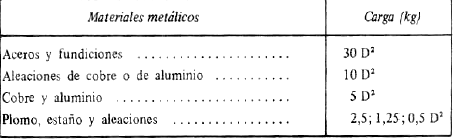 Materiales metálicos Carga (kg)
Aceros y fundiciones ...................... 30 D²
Aleaciones de cobre o de aluminio ........... 10 D²
Cobre y aluminio ......................... 5 D²
Plomo, estaño y aleaciones ............... 2,5; 1,25; 0,5 D²